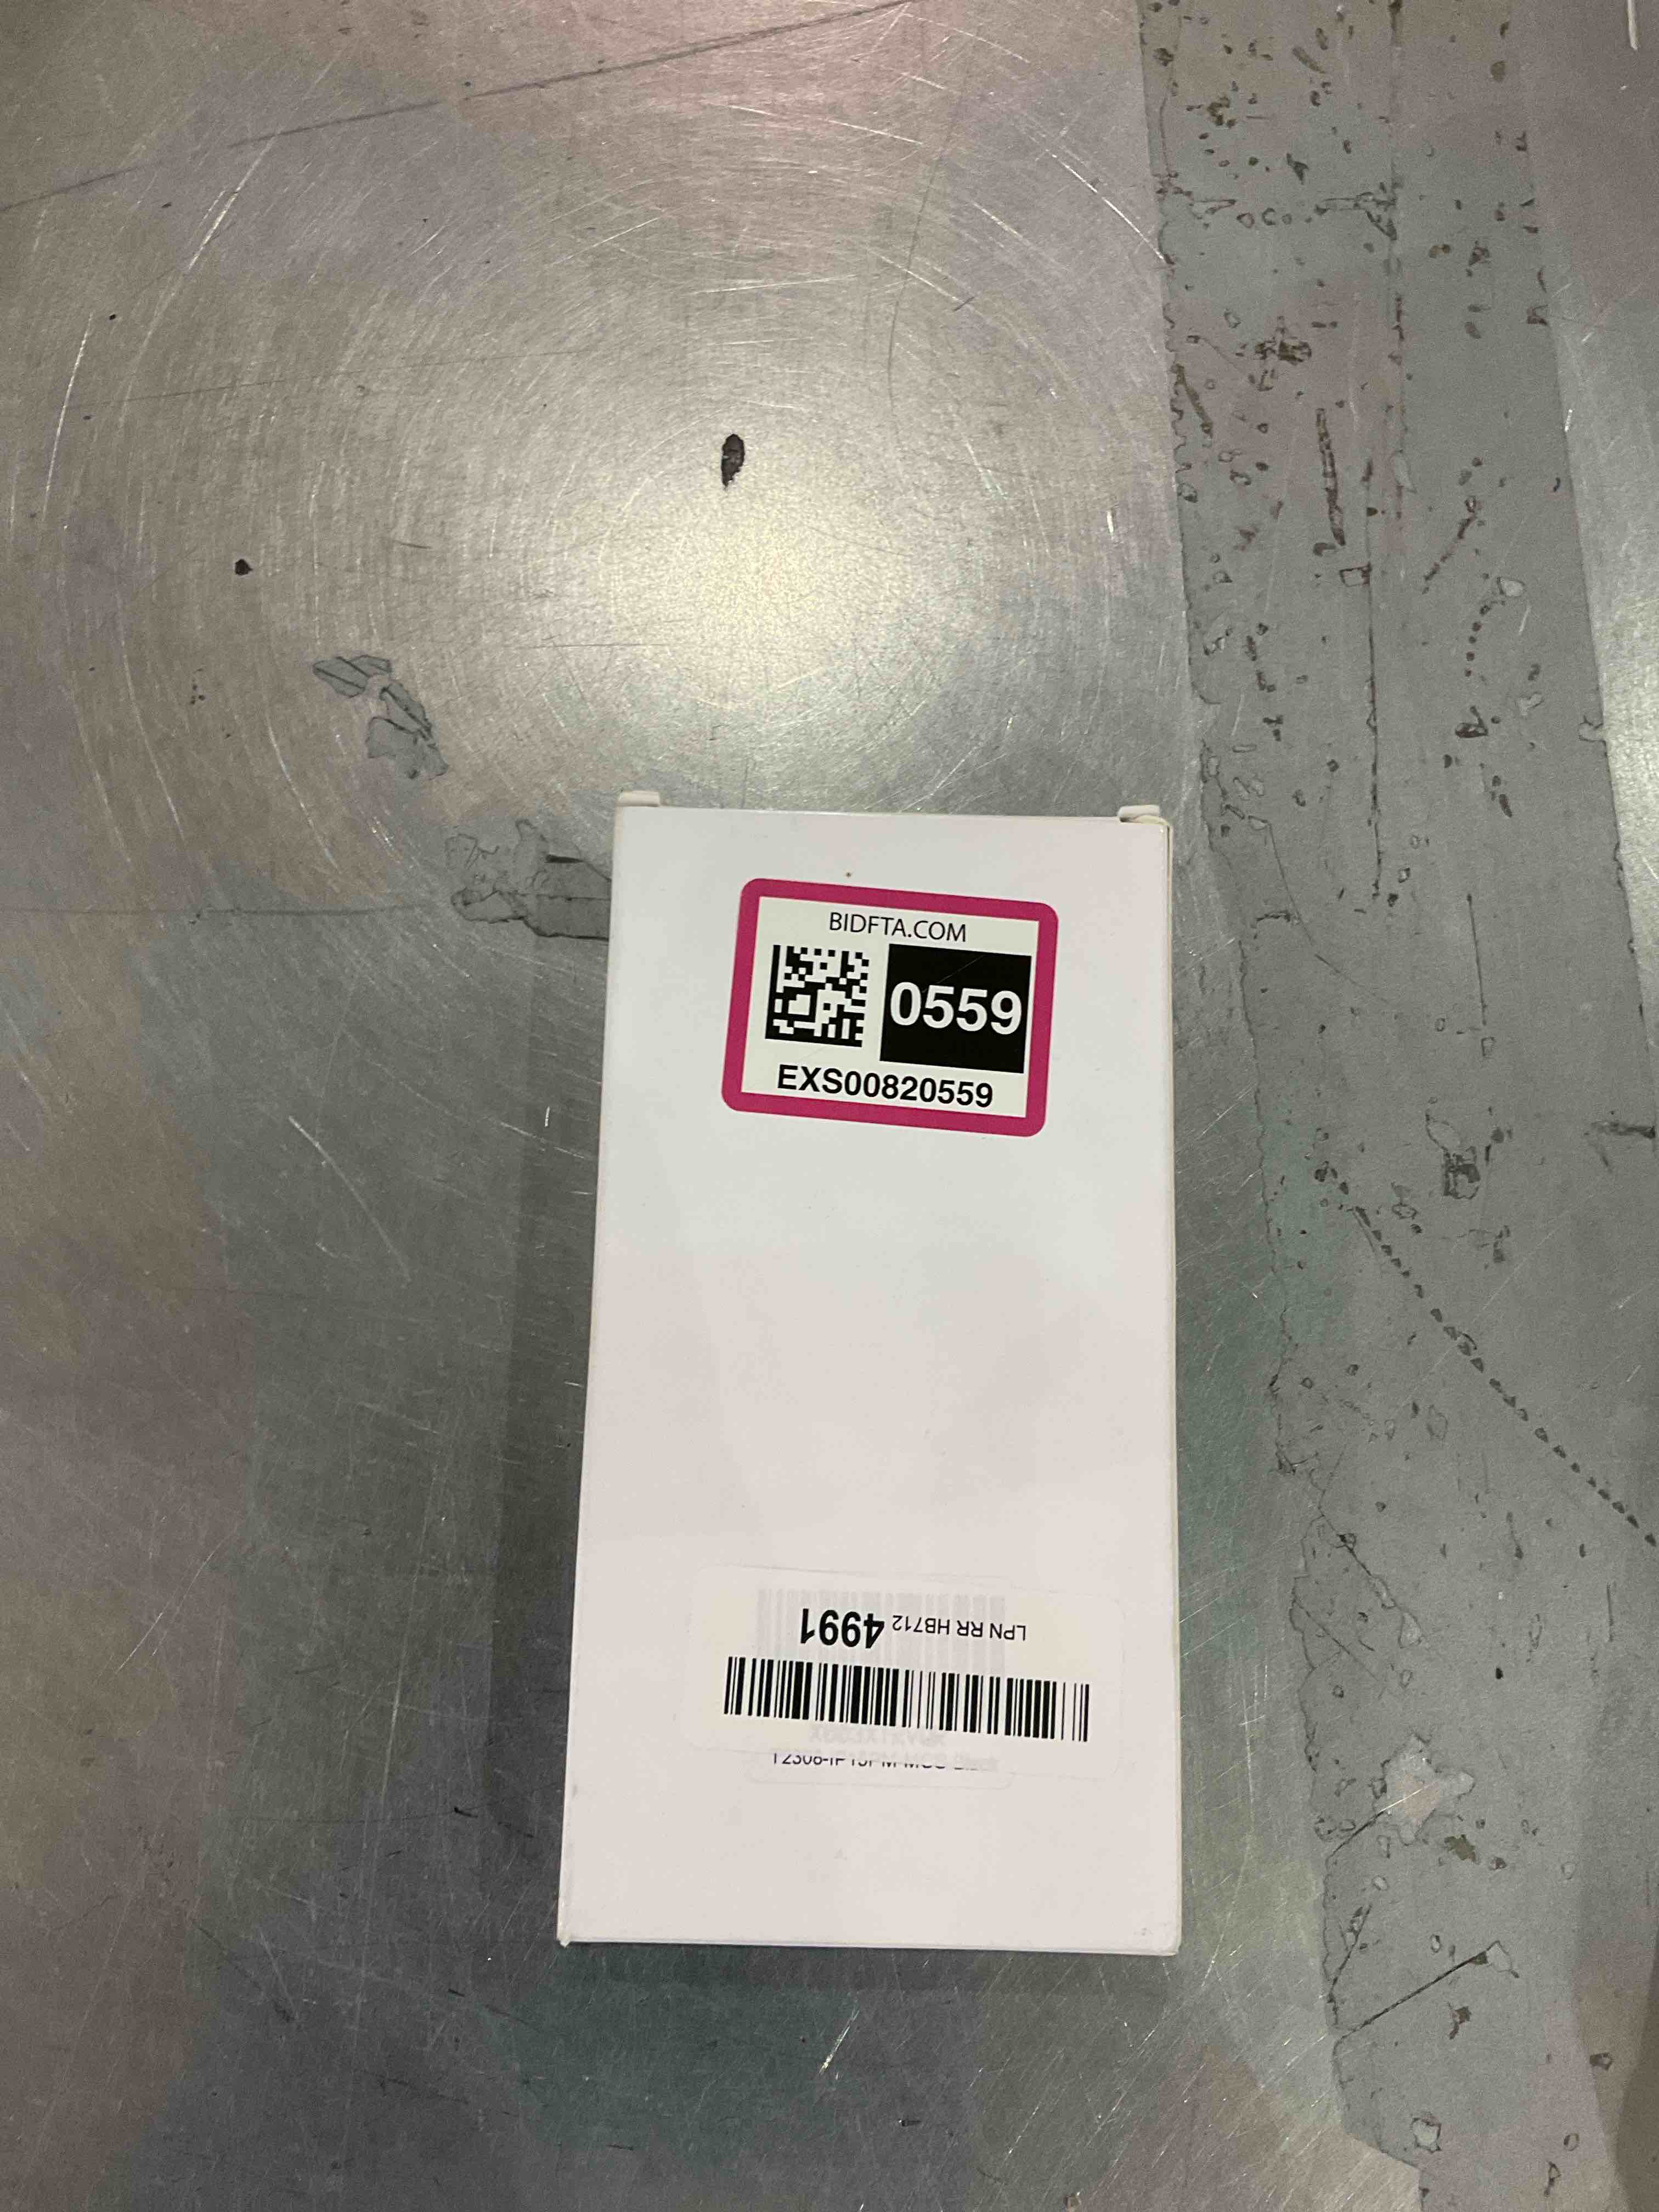 BIDFTA.COM
0559
EXS00820559
LPN RR HB712 4991